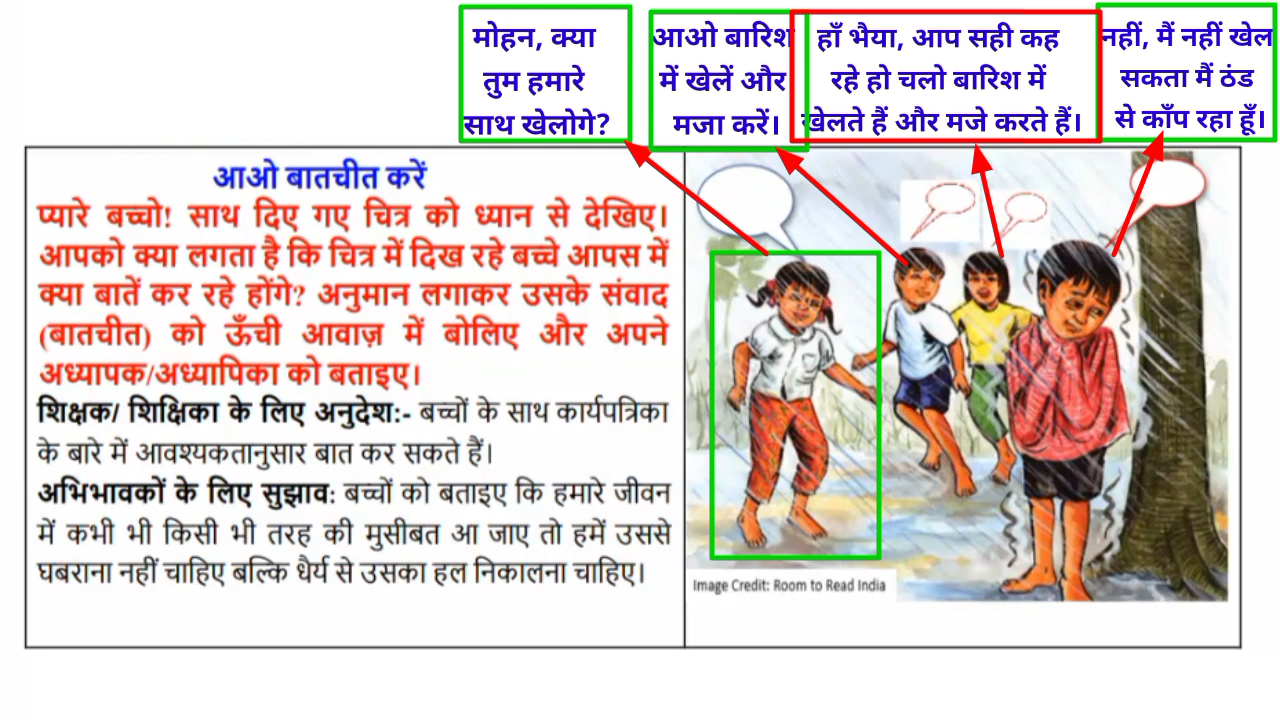 मोहन, क्या
तुम हमारे
साथ खेलोगे?
आओ बारिश
में खेलें और
मजा करें।
हाँ भैया, आप सही कह
रहे हो चलो बारिश में
खेलते हैं और मजे करते हैं।
नहीं, मैं नहीं खेल
सकता मैं ठंड
से काँप रहा हूँ।
आओ बातचीत करें
प्यारे बच्चो! साथ दिए गए चित्र को ध्यान से देखिए।
आपको क्या लगता है कि चित्र में दिख रहे बच्चे आपस में
क्या बातें कर रहे होंगे? अनुमान लगाकर उसके संवाद
(बातचीत) को ऊँची आवाज़ में बोलिए और अपने
अध्यापक/अध्यापिका को बताइए।
शिक्षक/ शिक्षिका के लिए अनुदेश:- बच्चों के साथ कार्यपत्रिका
के बारे में आवश्यकतानुसार बात कर सकते हैं।
अभिभावकों के लिए सुझाव: बच्चों को बताइए कि हमारे जीवन
में कभी भी किसी भी तरह की मुसीबत आ जाए तो हमें उससे
घबराना नहीं चाहिए बल्कि धैर्य से उसका हल निकालना चाहिए।
Image Credit: Room to Read India